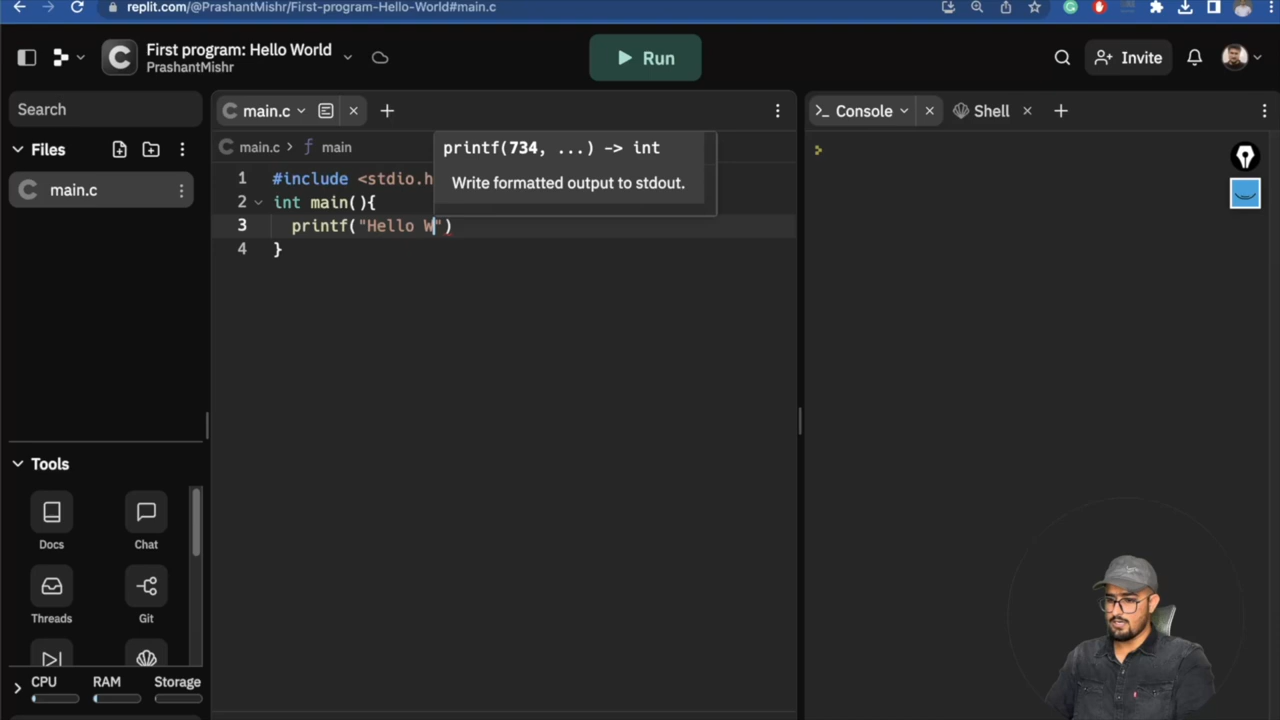 replit.com/@PrashantMishr/First-program-Hello-World#main.c
First program: Hello World
PrashantMishr
Run
Invite
Search
Files
main.c
main.c
main.c > main
printf(734, ...) -> int
Write formatted output to stdout.
1 #include <stdio.h
2 int main(){
3 printf("Hello W")
4 }
>_ Console
Shell
Tools
Docs
Chat
Threads
Git
CPU
RAM
Storage